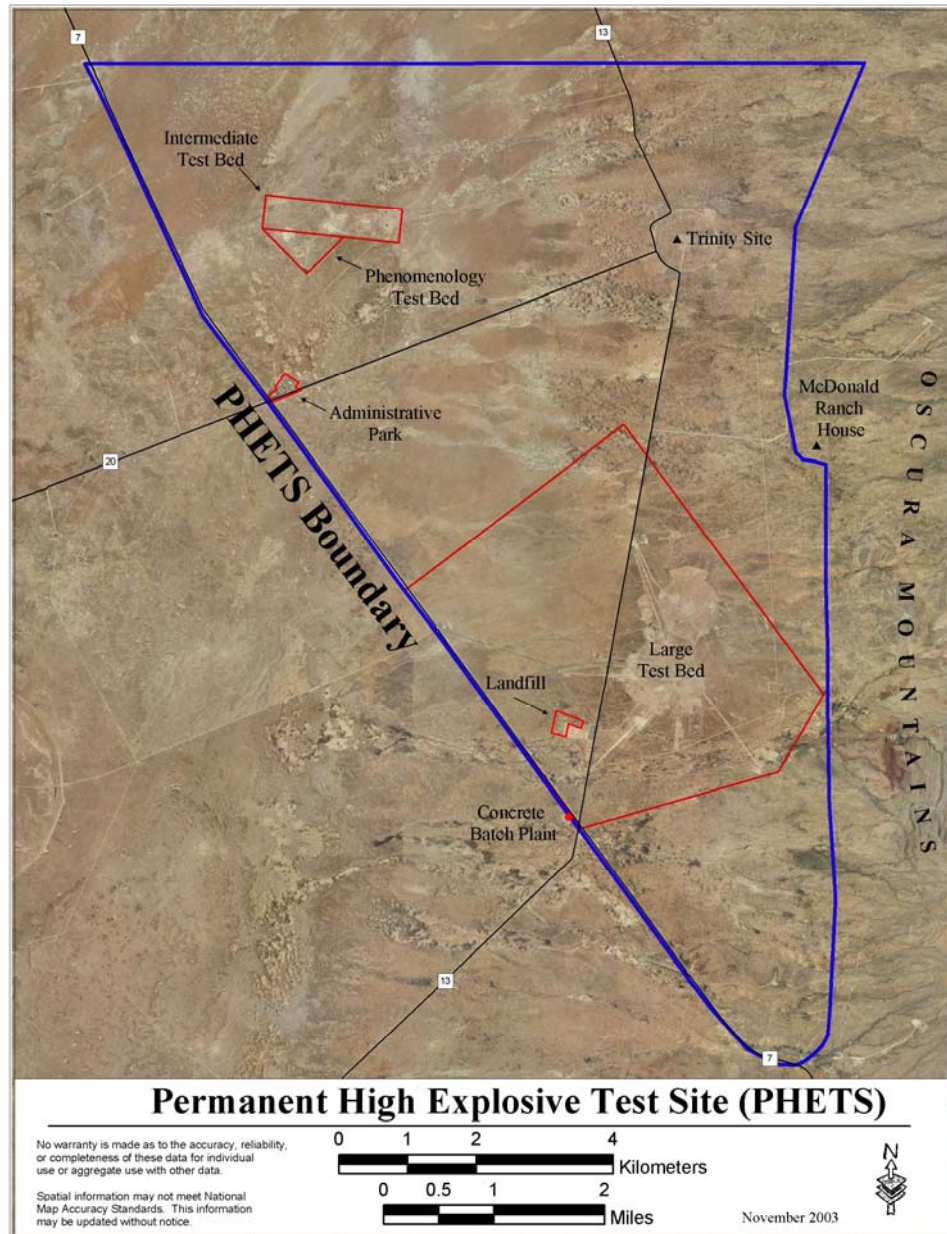 7
13
Intermediate
Test Bed
Trinity Site
Phenomenology
Test Bed
McDonald
Ranch
House
OSCURA MOUNTAINS
Administrative
Park
20
PHETS Boundary
Large
Test Bed
Landfill
Concrete
Batch Plant
13
7
Permanent High Explosive Test Site (PHETS)
No warranty is made as to the accuracy, reliability,
or completeness of these data for individual
use or aggregate use with other data.
Spatial information may not meet National
Map Accuracy Standards. This information
may be updated without notice.
0 1 2 4
Kilometers
0 0.5 1 2
Miles
November 2003
N